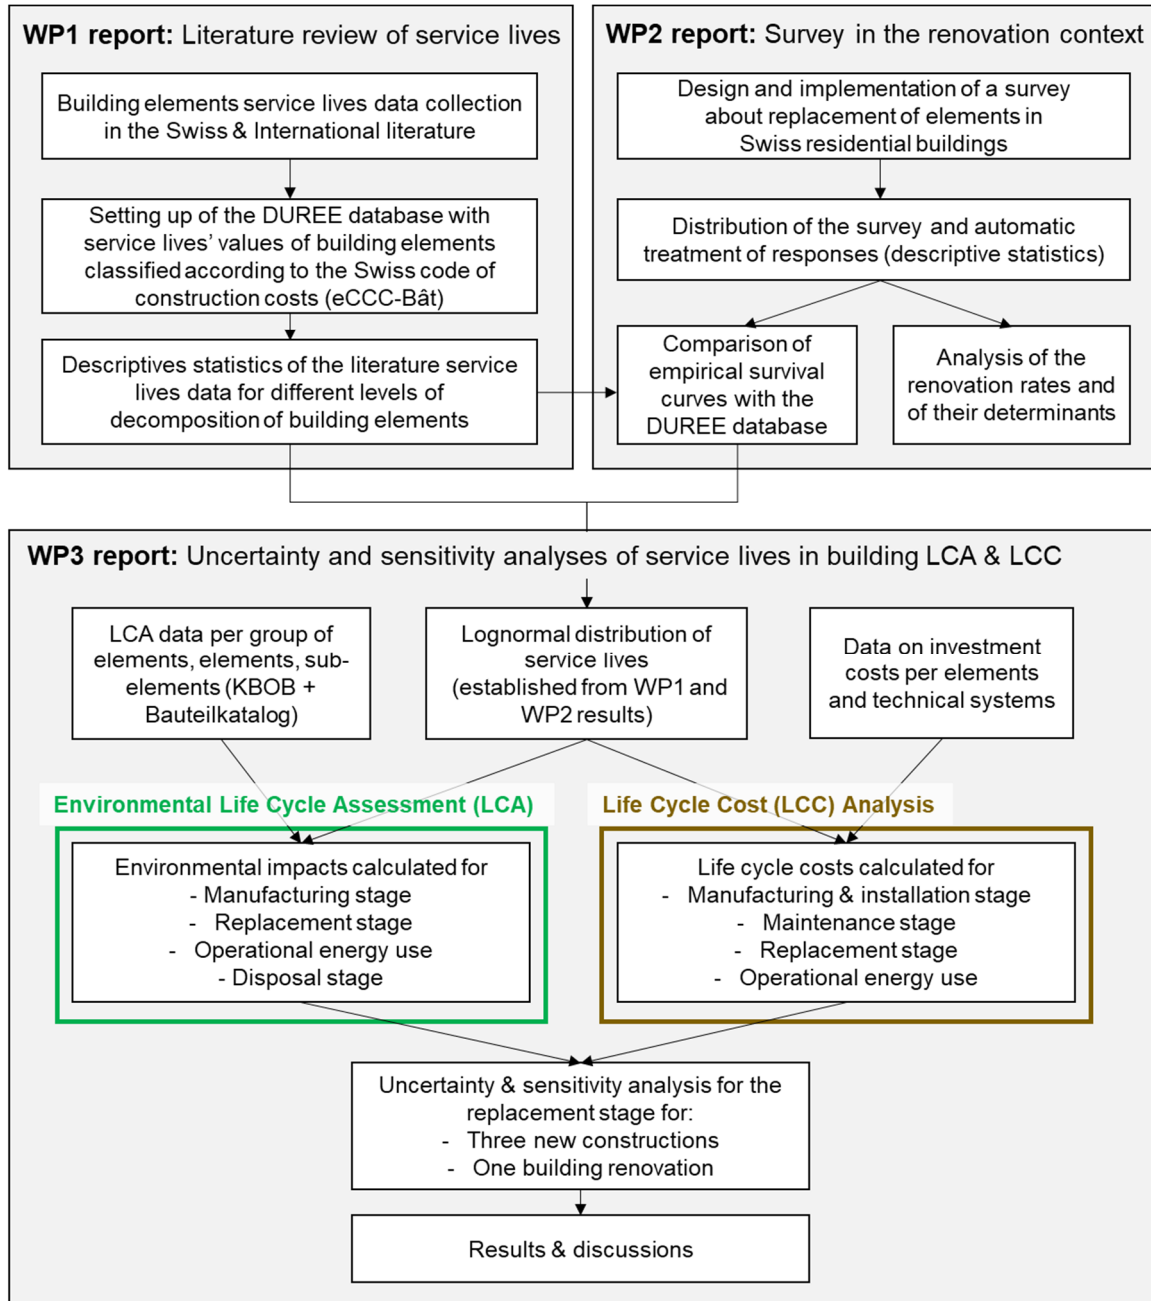 WP1 report: Literature review of service lives
Building elements service lives data collection
in the Swiss & International literature
Setting up of the DUREE database with
service lives' values of building elements
classified according to the Swiss code of
construction costs (eCCC-Bât)
Descriptives statistics of the literature service
lives data for different levels of
decomposition of building elements
WP2 report: Survey in the renovation context
Design and implementation of a survey
about replacement of elements in
Swiss residential buildings
Distribution of the survey and automatic
treatment of responses (descriptive statistics)
Comparison of
empirical survival
curves with the
DUREE database
Analysis of the
renovation rates and
of their determinants
WP3 report: Uncertainty and sensitivity analyses of service lives in building LCA & LCC
LCA data per group of
elements, elements, sub-
elements (KBOB +
Bauteilkatalog)
Lognormal distribution of
service lives
(established from WP1 and
WP2 results)
Data on investment
costs per elements
and technical systems
Environmental Life Cycle Assessment (LCA)
Environmental impacts calculated for
- Manufacturing stage
- Replacement stage
- Operational energy use
- Disposal stage
Life Cycle Cost (LCC) Analysis
Life cycle costs calculated for
- Manufacturing & installation stage
- Maintenance stage
- Replacement stage
- Operational energy use
Uncertainty & sensitivity analysis for the
replacement stage for:
- Three new constructions
- One building renovation
Results & discussions